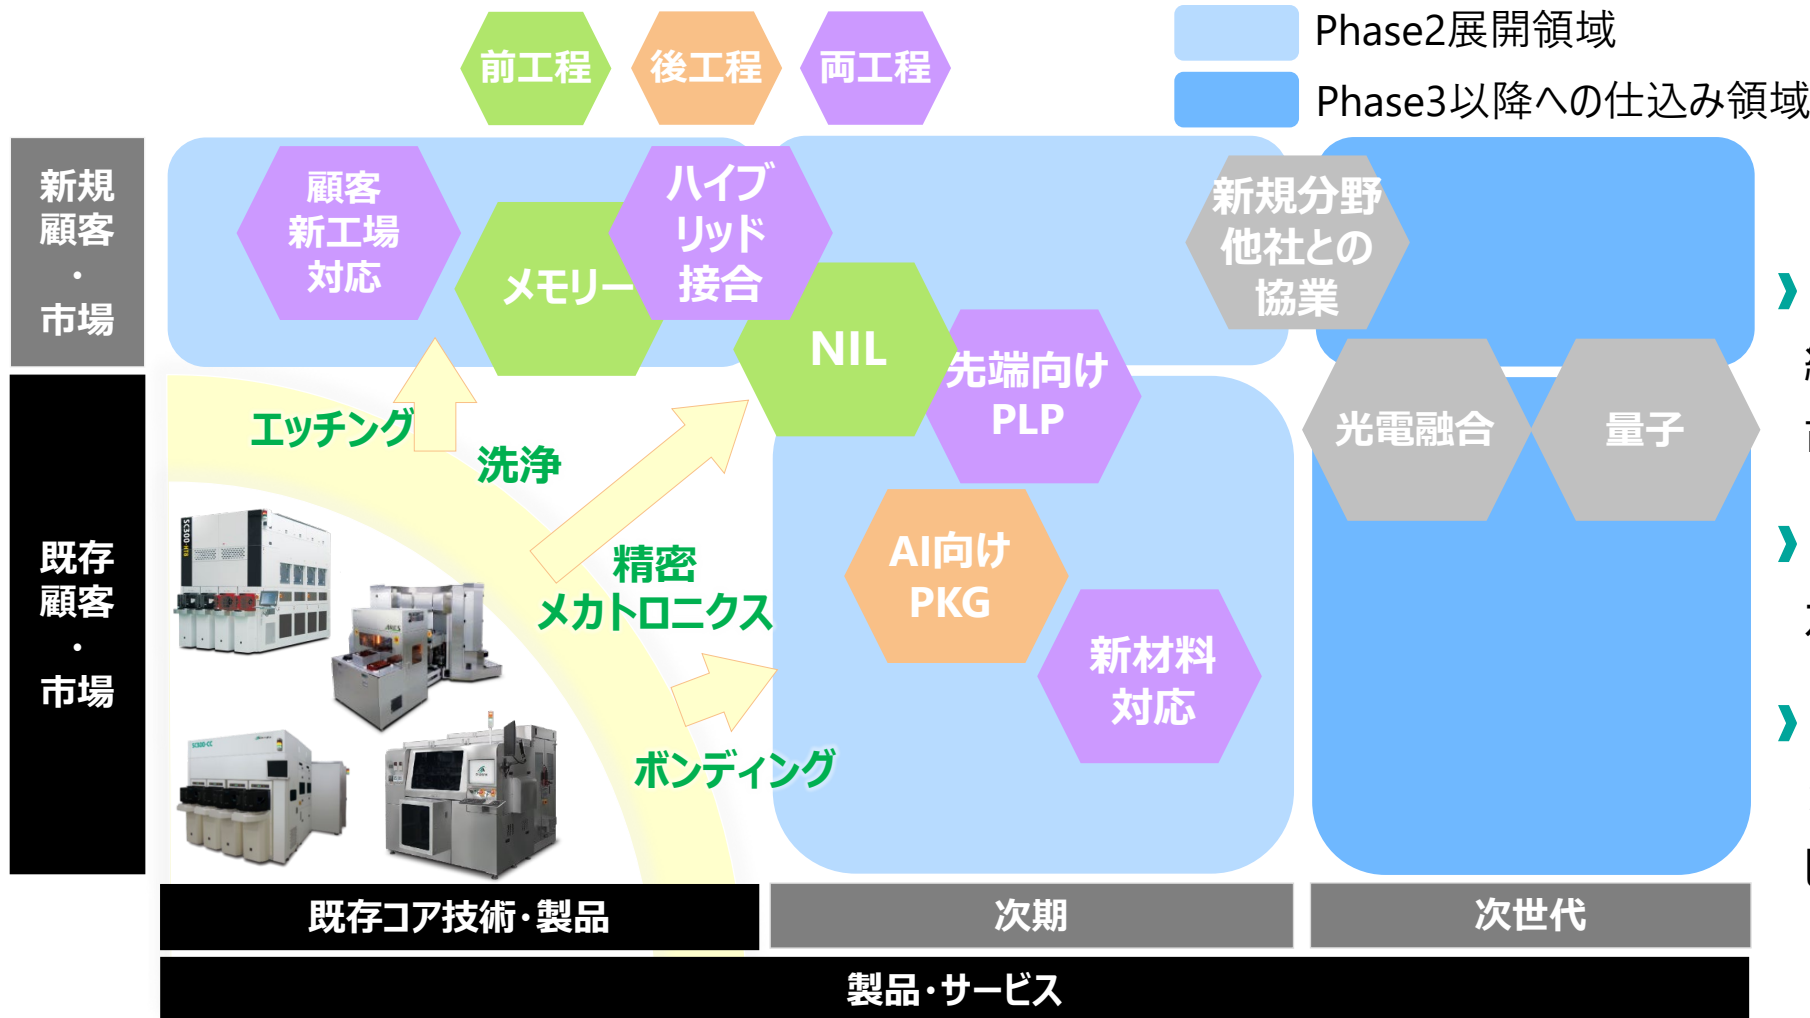 前工程
後工程
両工程
Phase2展開領域
Phase3以降への仕込み領域
新規
顧客
・
市場
顧客
新工場
対応
メモリー
ハイブ
リッド
接合
NIL
先端向け
PLP
新規分野
他社との
協業
光電融合
量子
既存
顧客
・
市場
エッチング
洗浄
精密
メカトロニクス
ボンディング
AI向け
PKG
新材料
対応
SC300
既存コア技術・製品
次期
次世代
製品・サービス